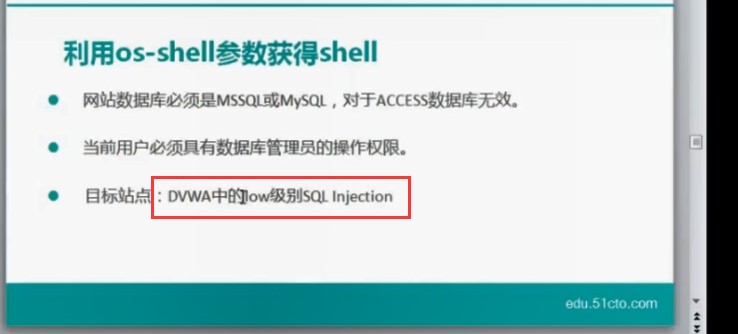 利用os-shell参数获得shell
网站数据库必须是MSSQL或MySQL，对于ACCESS数据库无效。
当前用户必须具有数据库管理员的操作权限。
目标站点：DVWA中的low级别SQL Injection
edu.51cto.com